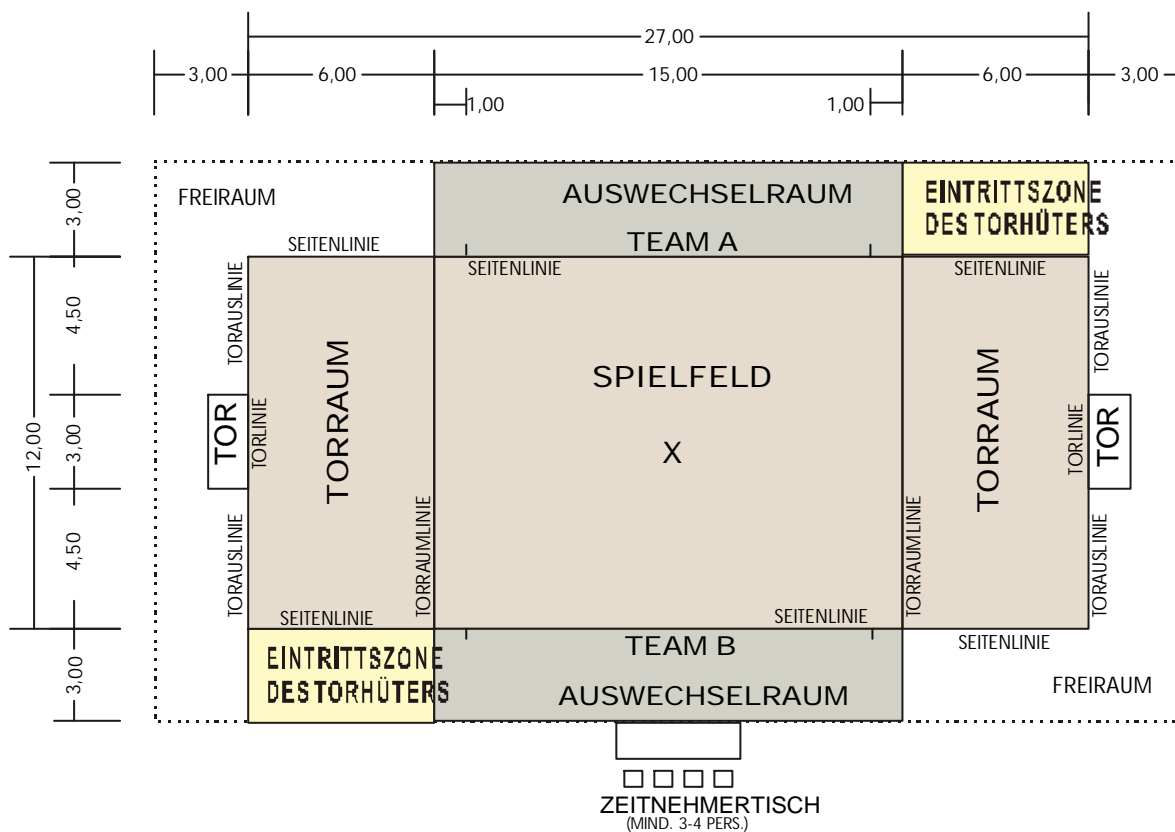 27,00
3,00
6,00
15,00
6,00
3,00
1,00
1,00
3,00
FREIRAUM
AUSWECHSELRAUM
TEAM A
EINTRITTSZONE
DES TORHÜTERS
SEITENLINIE
SEITENLINIE
SEITENLINIE
TORAUSLINIE
TORAUSLINIE
4,50
12,00
3,00
4,50
3,00
TOR
TORLINIE
TORRAUM
SPIELFELD
X
TORRAUM
TORLINIE
TOR
TORAUSLINIE
TORRAUMLINIE
TORRAUMLINIE
TORAUSLINIE
SEITENLINIE
SEITENLINIE
SEITENLINIE
EINTRITTSZONE
DES TORHÜTERS
TEAM B
AUSWECHSELRAUM
FREIRAUM
ZEITNEHMERTISCH
(MIND. 3-4 PERS.)